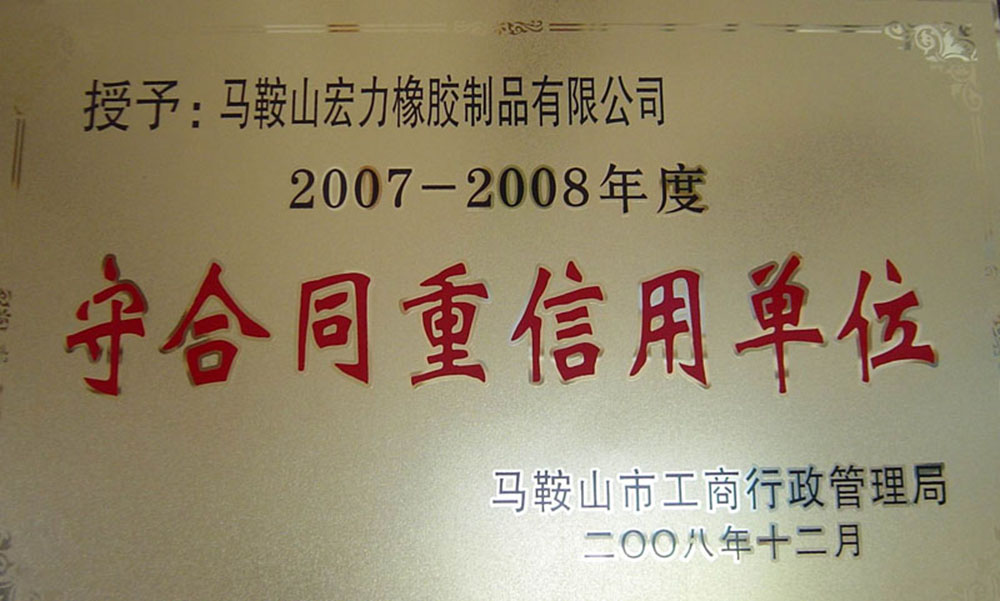 授予：马鞍山宏力橡胶制品有限公司
2007－2008年度
守合同重信用单位
马鞍山市工商行政管理局
二〇〇八年十二月